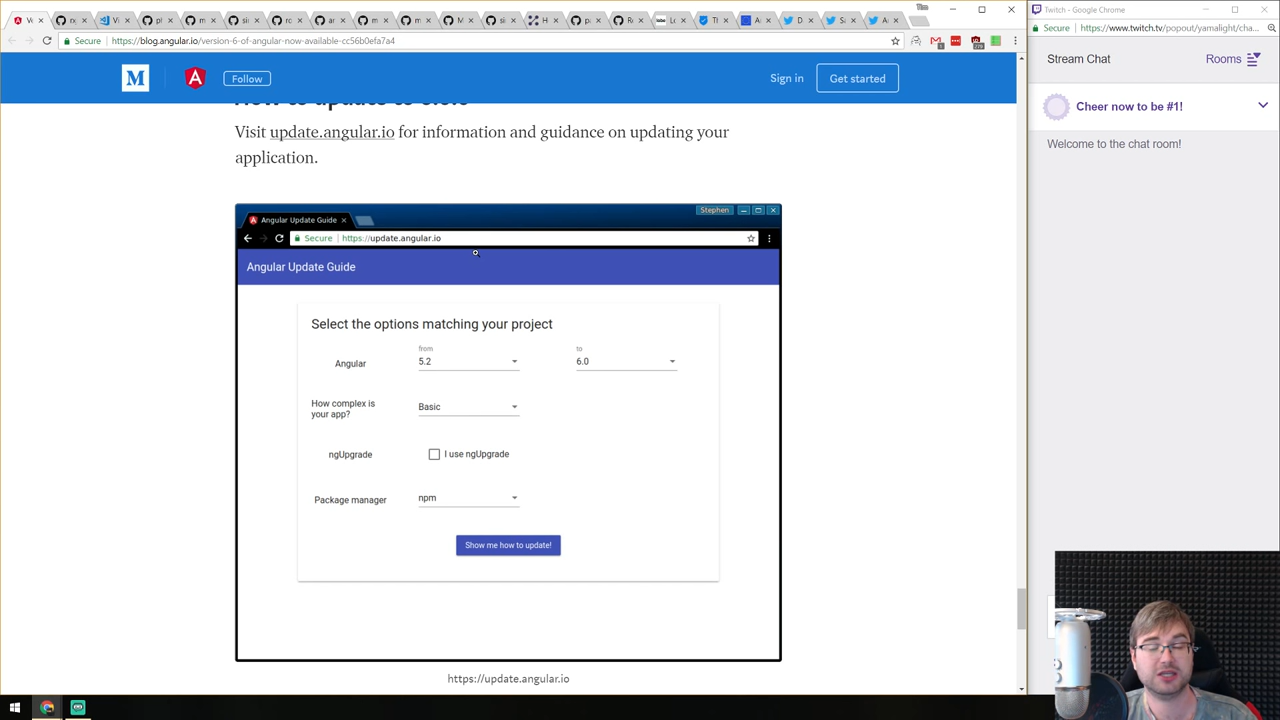 Twitch - Google Chrome
Secure https://blog.angular.io/version-6-of-angular-now-available-cc56b0efa7a4
Secure https://www.twitch.tv/popout/yamalight/cha...
M
Follow
Sign in
Get started
Stream Chat
Rooms
Cheer now to be #1!
Welcome to the chat room!
Visit update.angular.io for information and guidance on updating your
application.
Stephen
Angular Update Guide
Secure https://update.angular.io
Angular Update Guide
Select the options matching your project
from
to
Angular
5.2
6.0
How complex is
your app?
Basic
ngUpgrade
I use ngUpgrade
Package manager
npm
Show me how to update!
https://update.angular.io